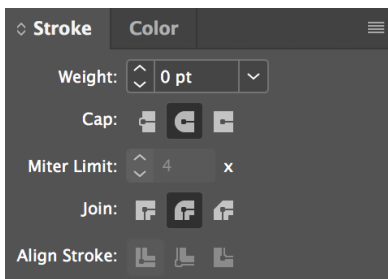 Stroke Color
Weight: 0 pt
Cap:
Miter Limit: 4 x
Join:
Align Stroke: